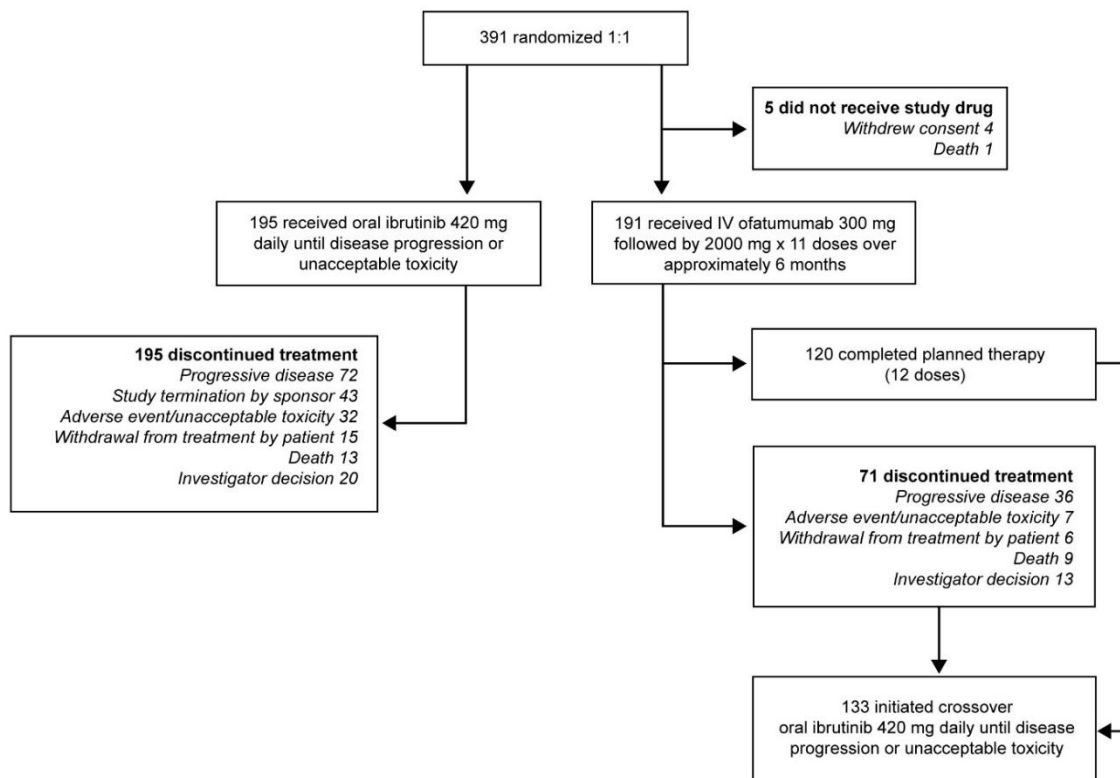 391 randomized 1:1
5 did not receive study drug
Withdrew consent 4
Death 1
195 received oral ibrutinib 420 mg
daily until disease progression or
unacceptable toxicity
191 received IV ofatumumab 300 mg
followed by 2000 mg x 11 doses over
approximately 6 months
195 discontinued treatment
Progressive disease 72
Study termination by sponsor 43
Adverse event/unacceptable toxicity 32
Withdrawal from treatment by patient 15
Death 13
Investigator decision 20
120 completed planned therapy
(12 doses)
71 discontinued treatment
Progressive disease 36
Adverse event/unacceptable toxicity 7
Withdrawal from treatment by patient 6
Death 9
Investigator decision 13
133 initiated crossover
oral ibrutinib 420 mg daily until disease
progression or unacceptable toxicity